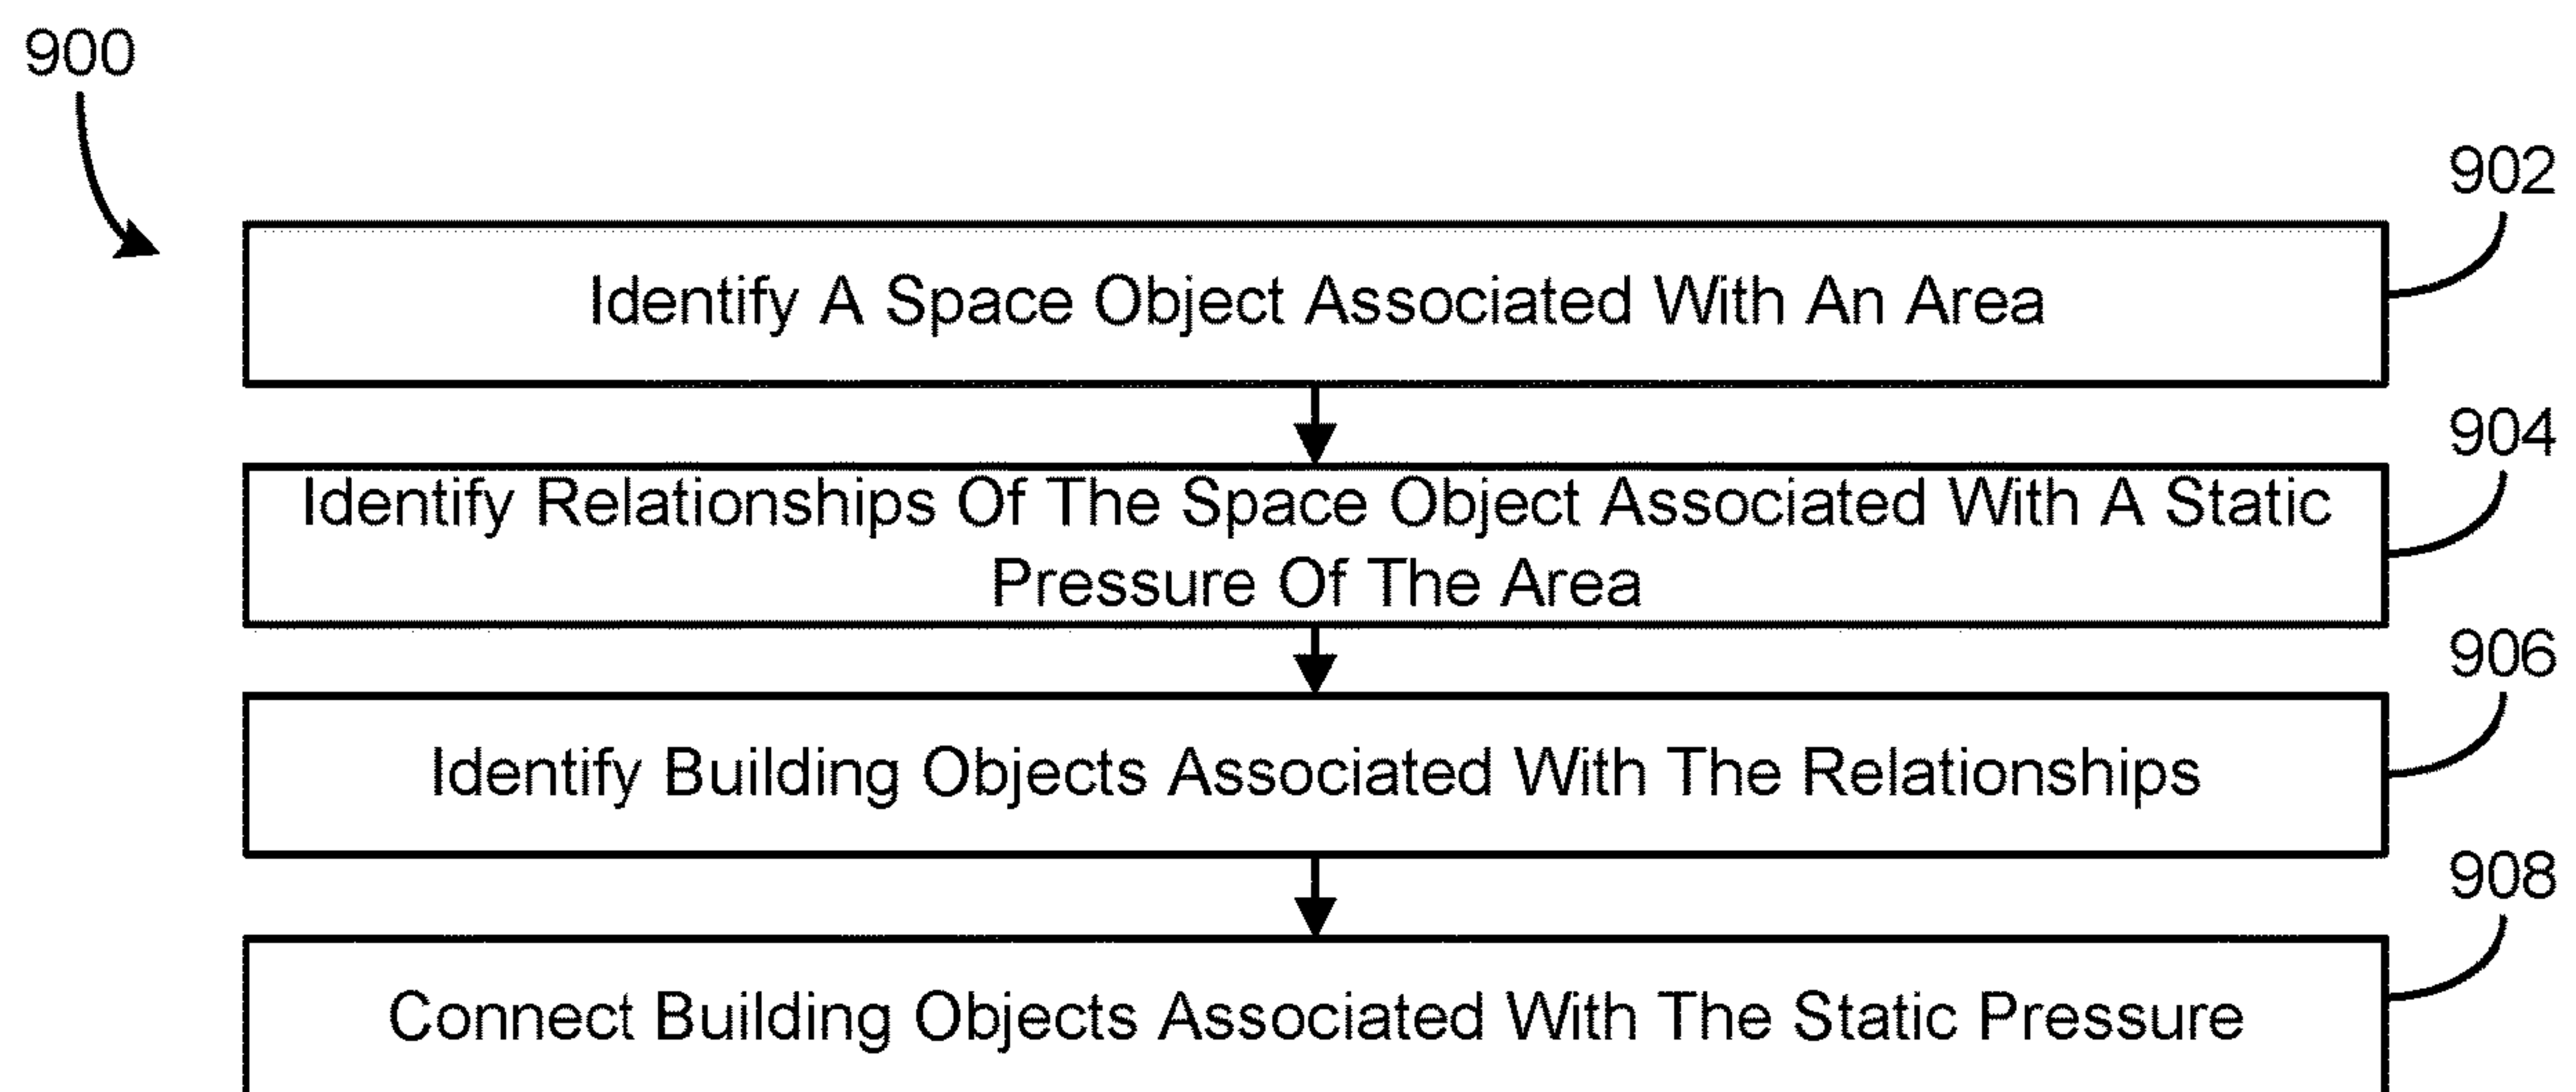 900
902
Identify A Space Object Associated With An Area
904
Identify Relationships Of The Space Object Associated With A Static
Pressure Of The Area
906
Identify Building Objects Associated With The Relationships
908
Connect Building Objects Associated With The Static Pressure